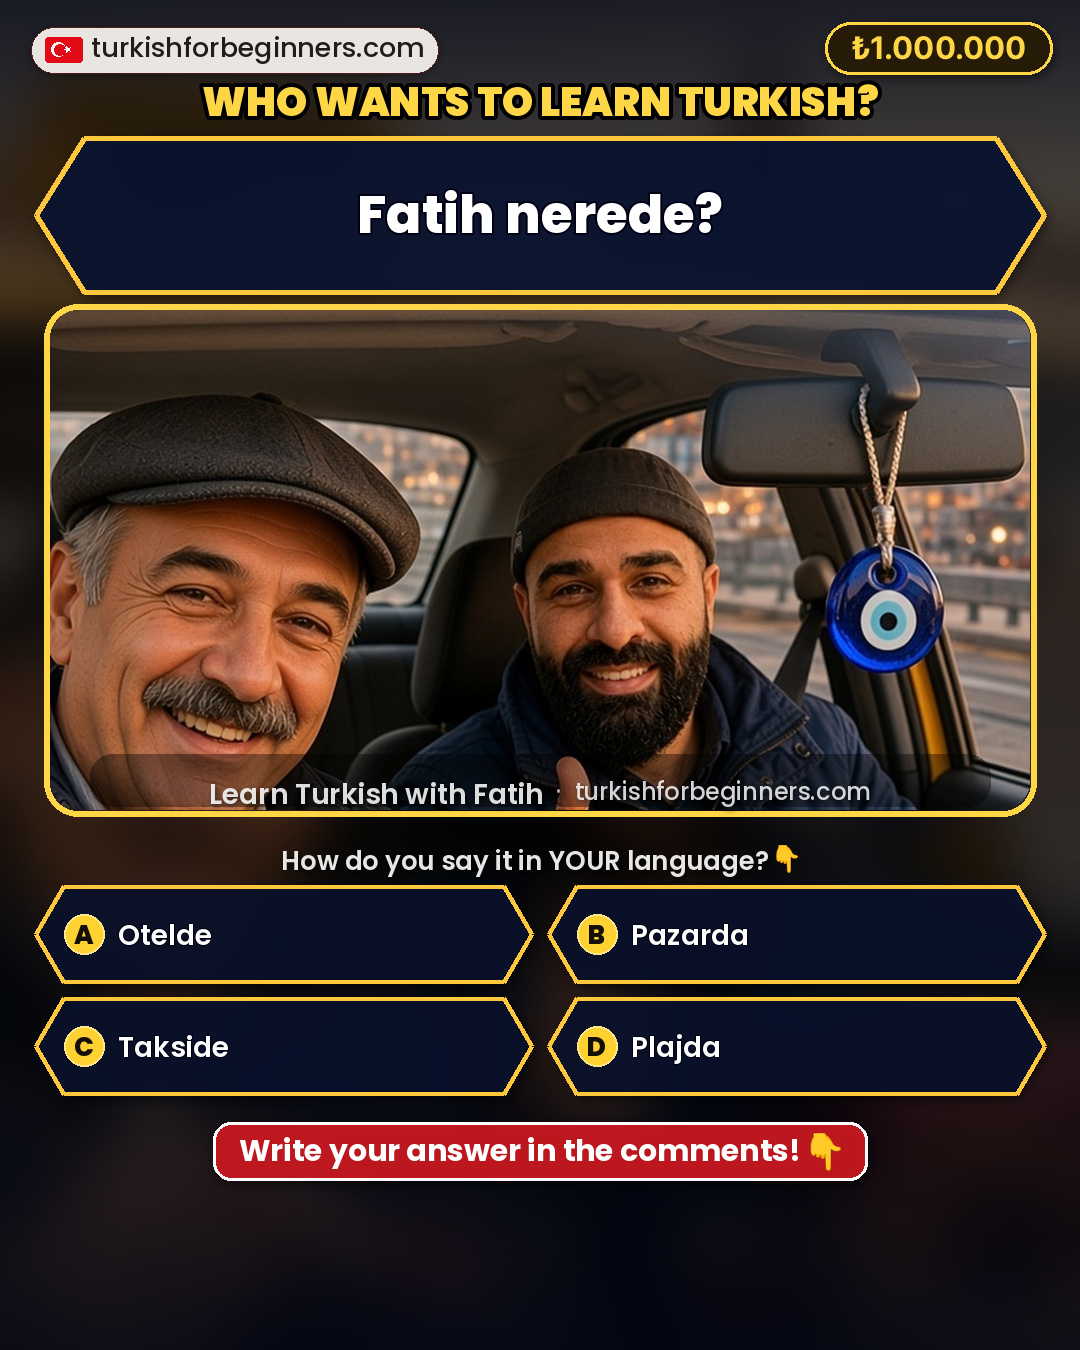 turkishforbeginners.com
₺1.000.000
WHO WANTS TO LEARN TURKISH?
Fatih nerede?
Learn Turkish with Fatih · turkishforbeginners.com
How do you say it in YOUR language? 👇
A Otelde
B Pazarda
C Takside
D Plajda
Write your answer in the comments! 👇